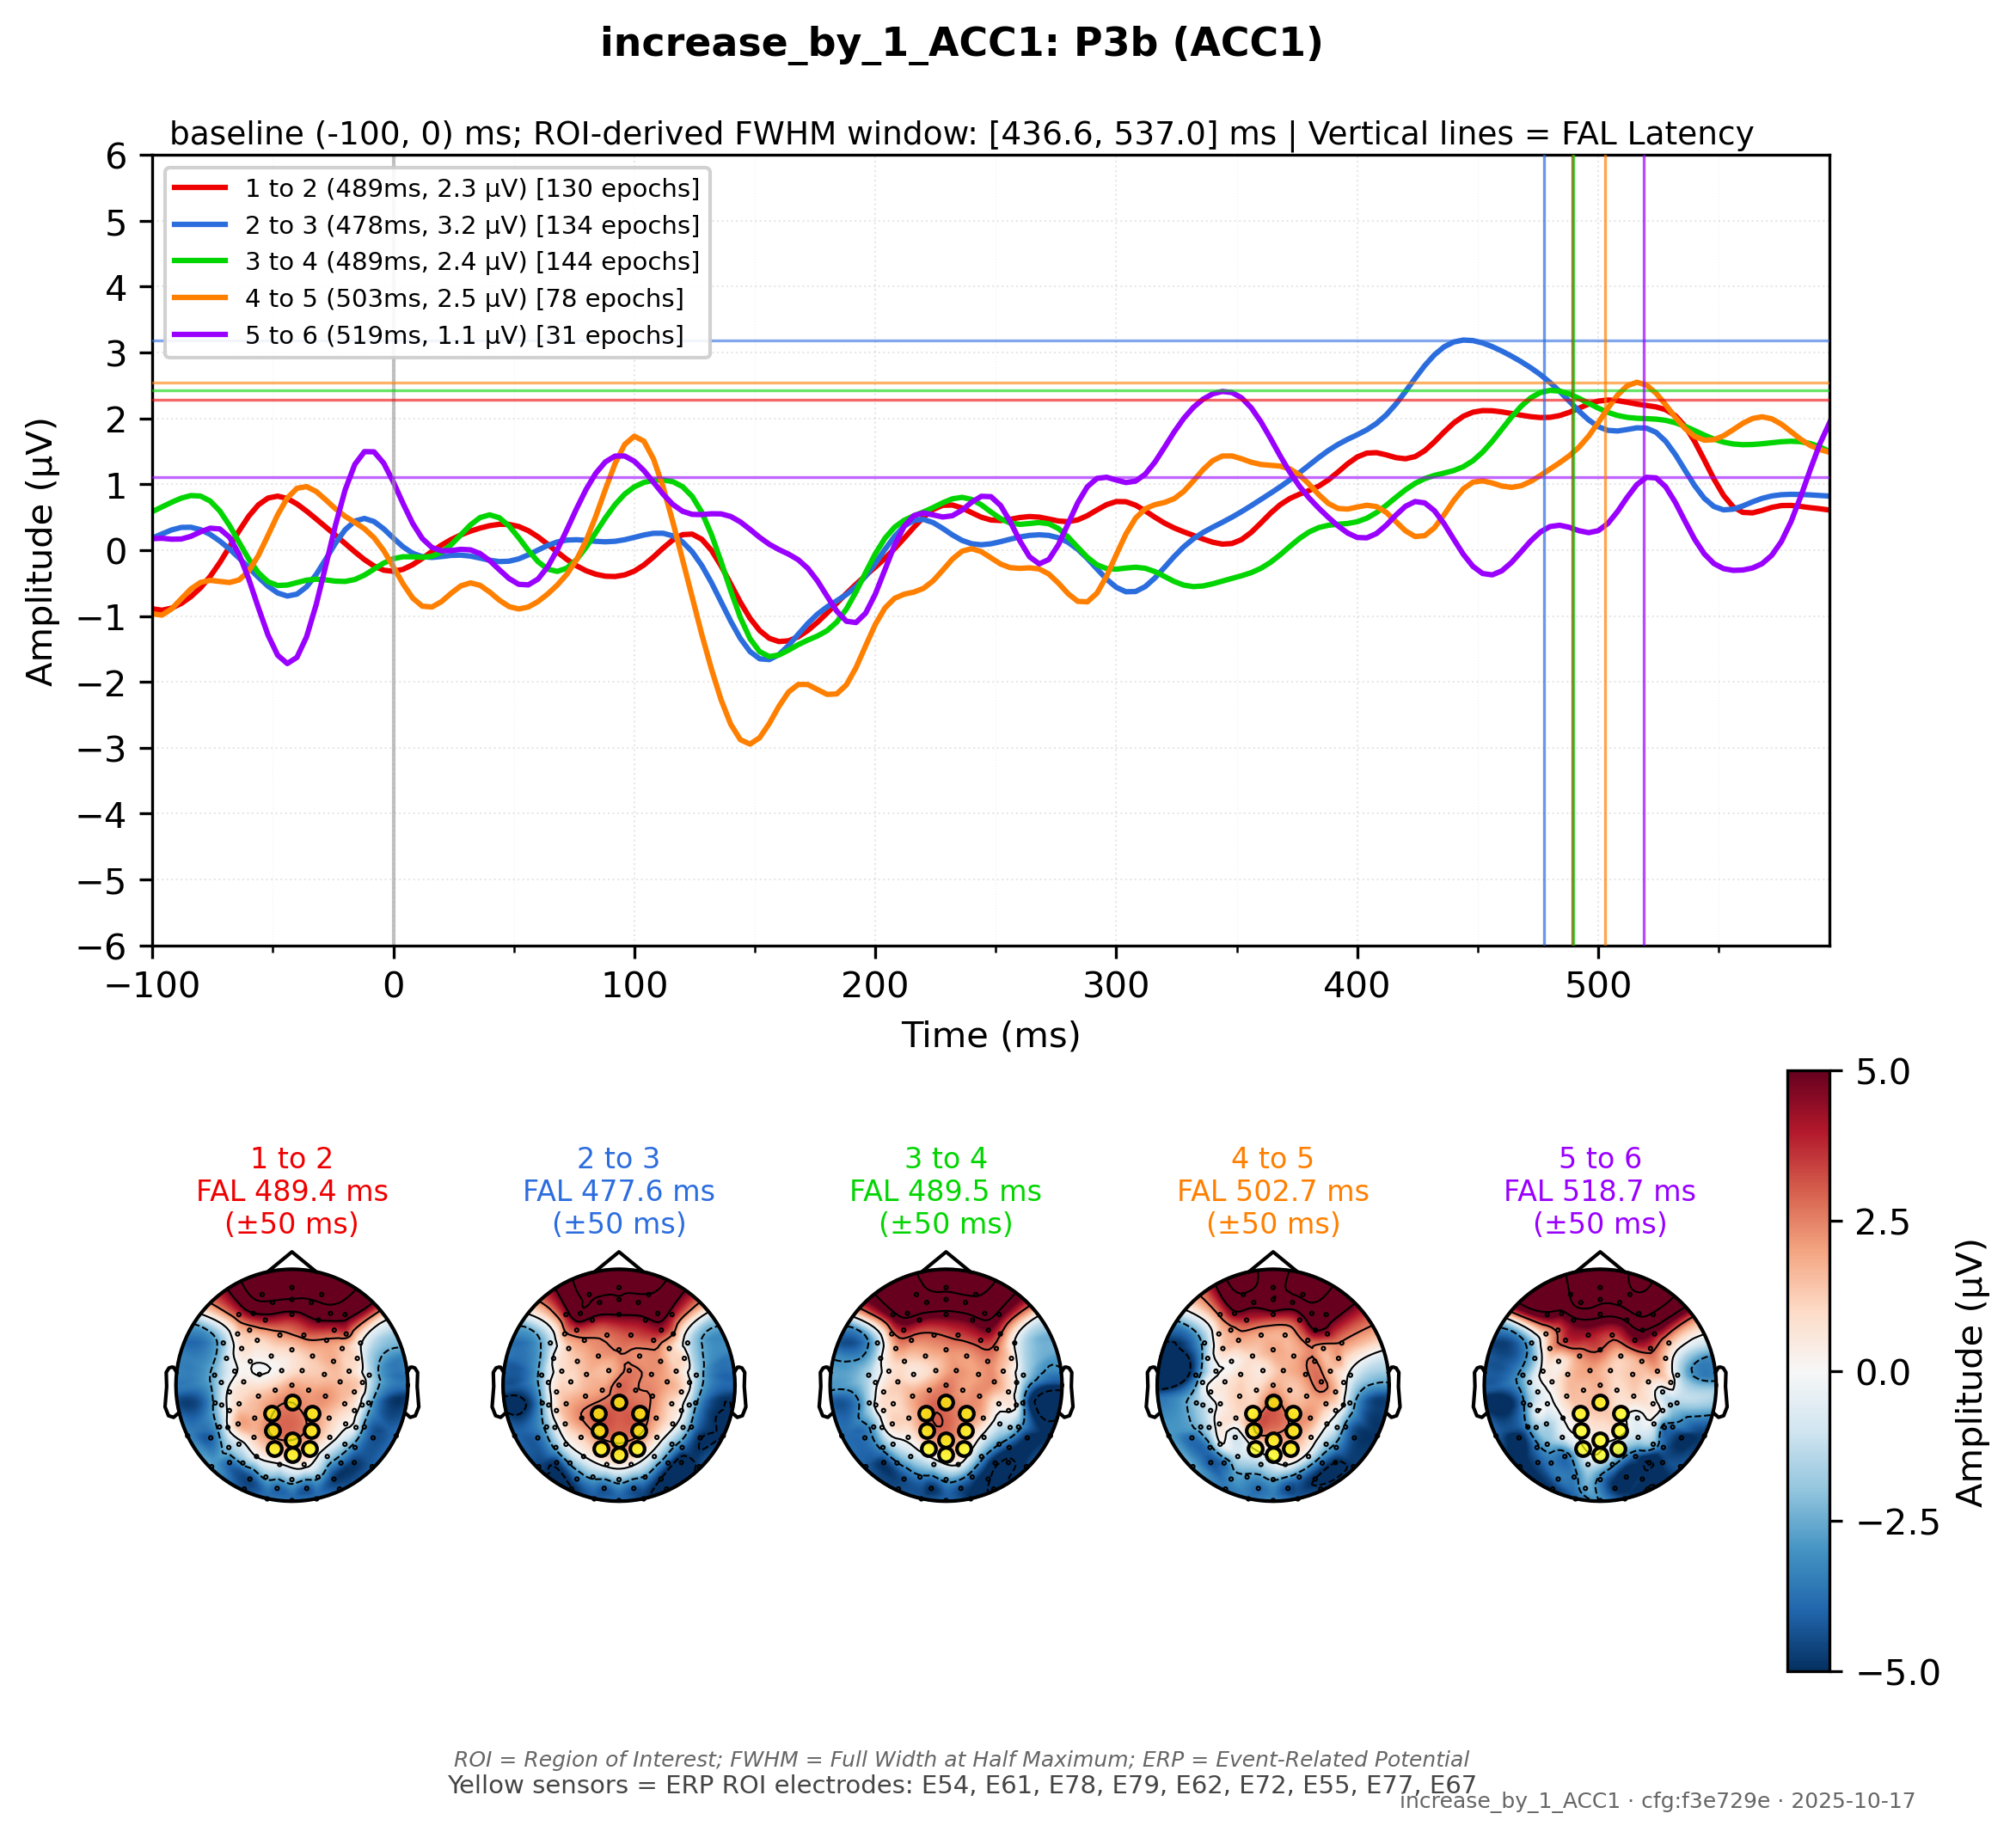 increase_by_1_ACC1: P3b (ACC1)
baseline (-100, 0) ms; ROI-derived FWHM window: [436.6, 537.0] ms | Vertical lines = FAL Latency
1 to 2 (489ms, 2.3 µV) [130 epochs]
2 to 3 (478ms, 3.2 µV) [134 epochs]
3 to 4 (489ms, 2.4 µV) [144 epochs]
4 to 5 (503ms, 2.5 µV) [78 epochs]
5 to 6 (519ms, 1.1 µV) [31 epochs]
Amplitude (µV)
6
5
4
3
2
1
0
−1
−2
−3
−4
−5
−6
−100 0 100 200 300 400 500
Time (ms)
1 to 2
FAL 489.4 ms
(±50 ms)
2 to 3
FAL 477.6 ms
(±50 ms)
3 to 4
FAL 489.5 ms
(±50 ms)
4 to 5
FAL 502.7 ms
(±50 ms)
5 to 6
FAL 518.7 ms
(±50 ms)
5.0
2.5
0.0
−2.5
−5.0
Amplitude (µV)
ROI = Region of Interest; FWHM = Full Width at Half Maximum; ERP = Event-Related Potential
Yellow sensors = ERP ROI electrodes: E54, E61, E78, E79, E62, E72, E55, E77, E67
increase_by_1_ACC1 · cfg:f3e729e · 2025-10-17